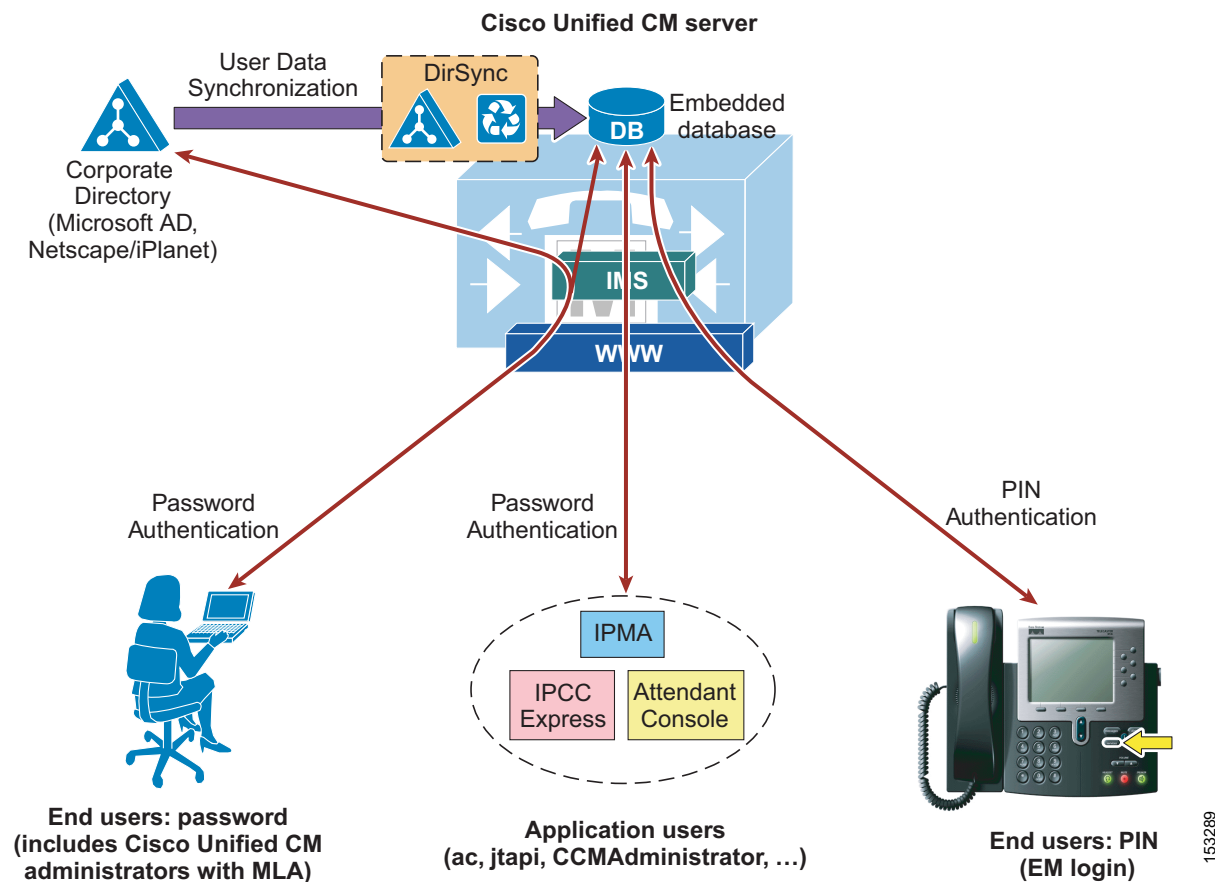 Cisco Unified CM server
User Data
Synchronization
DirSync
DB
Embedded
database
Corporate
Directory
(Microsoft AD,
Netscape/iPlanet)
IMS
WWW
Password
Authentication
Password
Authentication
PIN
Authentication
IPMA
IPCC
Express
Attendant
Console
End users: password
(includes Cisco Unified CM
administrators with MLA)
Application users
(ac, jtapi, CCMAdministrator, …)
End users: PIN
(EM login)
153289